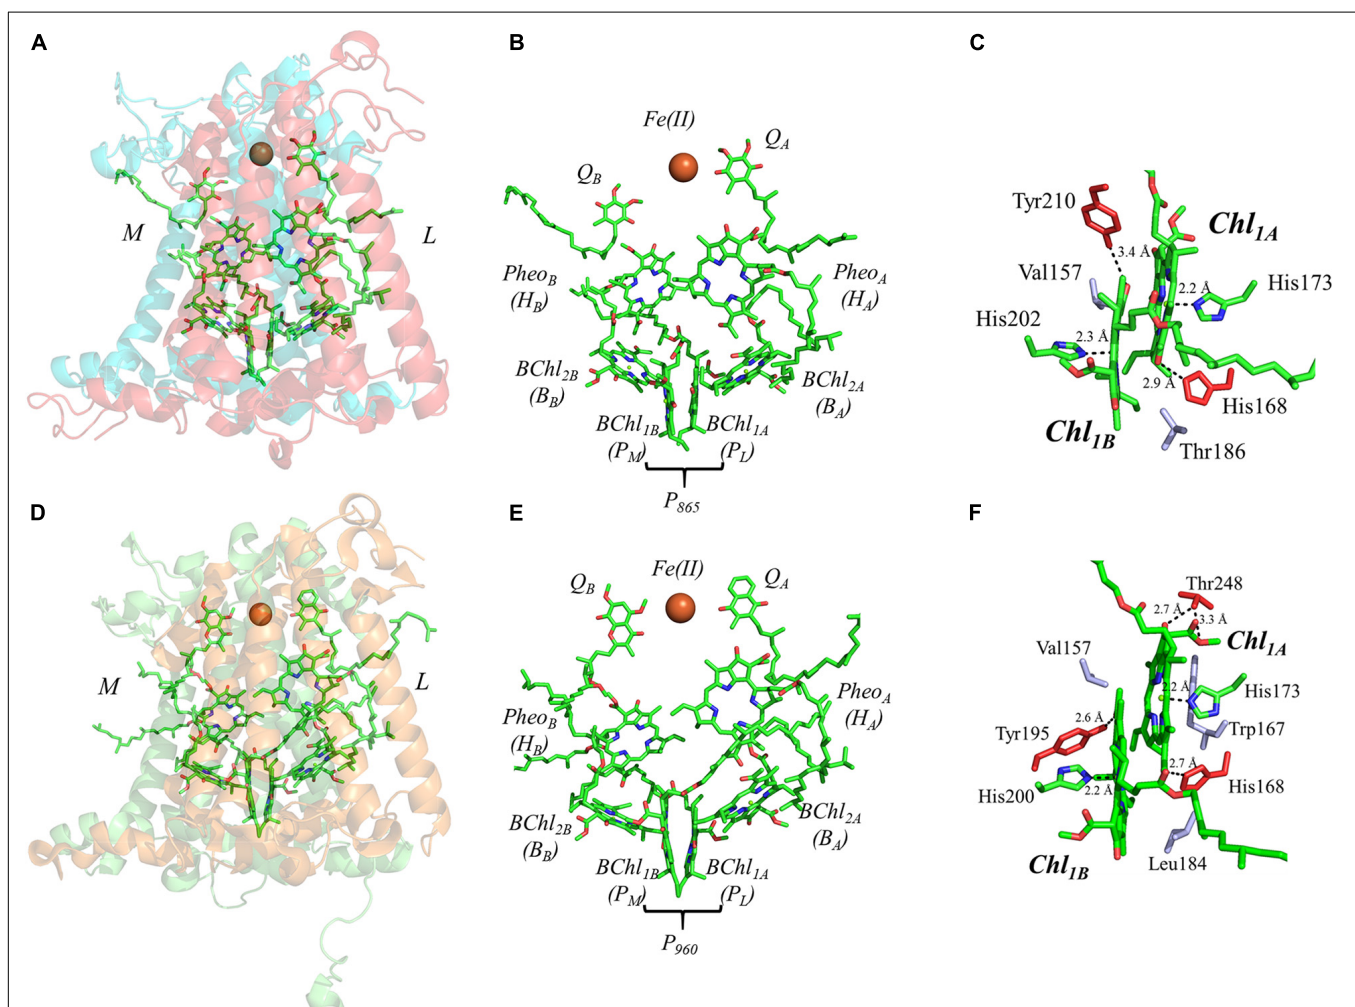 A
M
L
B
Fe(II)
Q_A
Q_B
Pheo_B
(H_B)
Pheo_A
(H_A)
BChl_2B
(B_B)
BChl_2A
(B_A)
BChl_1B
(P_M)
BChl_1A
(P_L)
P_865
C
Tyr210
Chl_1A
3.4 Å
Val157
2.2 Å
His173
His202
2.3 Å
2.9 Å
His168
Chl_1B
Thr186
D
M
L
E
Fe(II)
Q_B
Q_A
Pheo_B
(H_B)
Pheo_A
(H_A)
BChl_2B
(B_B)
BChl_2A
(B_A)
BChl_1B
(P_M)
BChl_1A
(P_L)
P_960
F
Thr248
2.7 Å
3.3 Å
Chl_1A
Val157
2.2 Å
His173
2.6 Å
Tyr195
Trp167
2.7 Å
His200
2.2 Å
His168
Chl_1B
Leu184